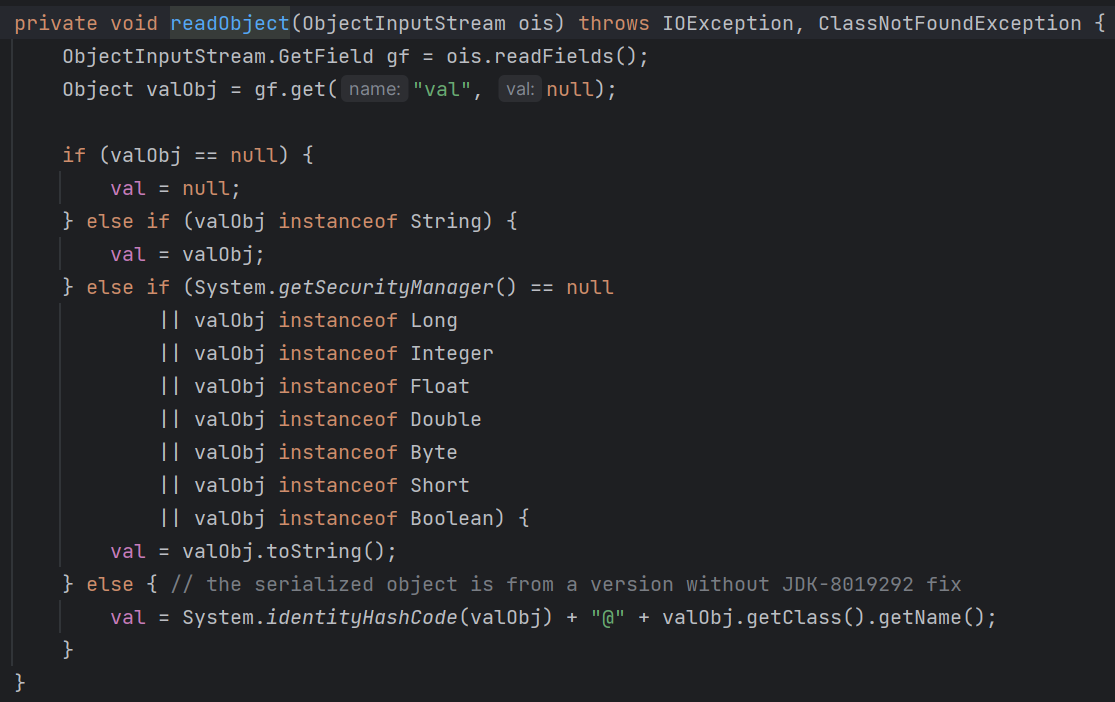 private void readObject(ObjectInputStream ois) throws IOException, ClassNotFoundException {
    ObjectInputStream.GetField gf = ois.readFields();
    Object valObj = gf.get( name: "val", val: null);

    if (valObj == null) {
        val = null;
    } else if (valObj instanceof String) {
        val = valObj;
    } else if (System.getSecurityManager() == null
            || valObj instanceof Long
            || valObj instanceof Integer
            || valObj instanceof Float
            || valObj instanceof Double
            || valObj instanceof Byte
            || valObj instanceof Short
            || valObj instanceof Boolean) {
        val = valObj.toString();
    } else { // the serialized object is from a version without JDK-8019292 fix
        val = System.identityHashCode(valObj) + "@" + valObj.getClass().getName();
    }
}